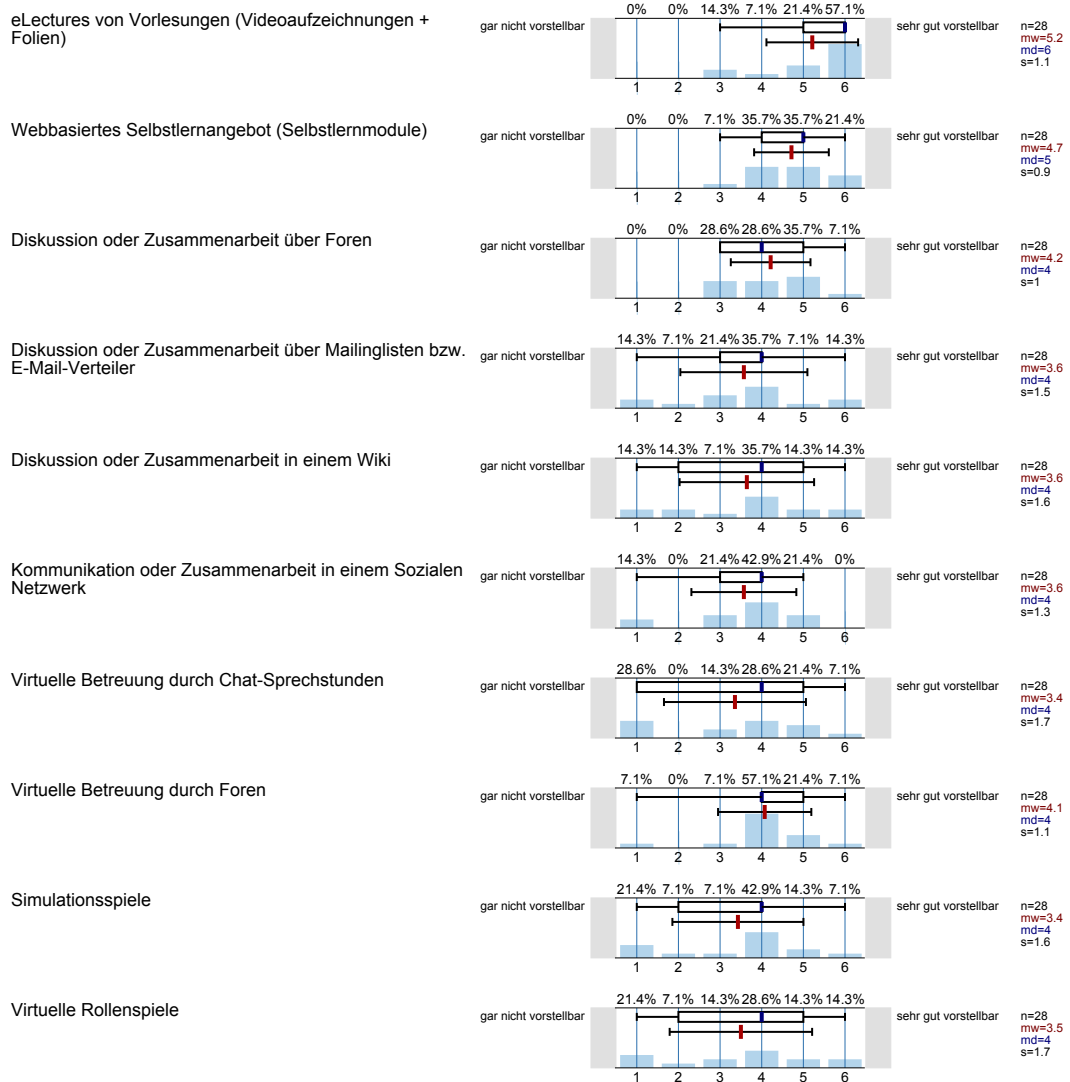 eLectures von Vorlesungen (Videoaufzeichnungen +
Folien)
gar nicht vorstellbar
0% 0% 14.3% 7.1% 21.4% 57.1%
1 2 3 4 5 6
sehr gut vorstellbar
n=28
mw=5.2
md=6
s=1.1
Webbasiertes Selbstlernangebot (Selbstlernmodule)
gar nicht vorstellbar
0% 0% 7.1% 35.7% 35.7% 21.4%
1 2 3 4 5 6
sehr gut vorstellbar
n=28
mw=4.7
md=5
s=0.9
Diskussion oder Zusammenarbeit über Foren
gar nicht vorstellbar
0% 0% 28.6% 28.6% 35.7% 7.1%
1 2 3 4 5 6
sehr gut vorstellbar
n=28
mw=4.2
md=4
s=1
Diskussion oder Zusammenarbeit über Mailinglisten bzw.
E-Mail-Verteiler
gar nicht vorstellbar
14.3% 7.1% 21.4% 35.7% 7.1% 14.3%
1 2 3 4 5 6
sehr gut vorstellbar
n=28
mw=3.6
md=4
s=1.5
Diskussion oder Zusammenarbeit in einem Wiki
gar nicht vorstellbar
14.3% 14.3% 7.1% 35.7% 14.3% 14.3%
1 2 3 4 5 6
sehr gut vorstellbar
n=28
mw=3.6
md=4
s=1.6
Kommunikation oder Zusammenarbeit in einem Sozialen
Netzwerk
gar nicht vorstellbar
14.3% 0% 21.4% 42.9% 21.4% 0%
1 2 3 4 5 6
sehr gut vorstellbar
n=28
mw=3.6
md=4
s=1.3
Virtuelle Betreuung durch Chat-Sprechstunden
gar nicht vorstellbar
28.6% 0% 14.3% 28.6% 21.4% 7.1%
1 2 3 4 5 6
sehr gut vorstellbar
n=28
mw=3.4
md=4
s=1.7
Virtuelle Betreuung durch Foren
gar nicht vorstellbar
7.1% 0% 7.1% 57.1% 21.4% 7.1%
1 2 3 4 5 6
sehr gut vorstellbar
n=28
mw=4.1
md=4
s=1.1
Simulationsspiele
gar nicht vorstellbar
21.4% 7.1% 7.1% 42.9% 14.3% 7.1%
1 2 3 4 5 6
sehr gut vorstellbar
n=28
mw=3.4
md=4
s=1.6
Virtuelle Rollenspiele
gar nicht vorstellbar
21.4% 7.1% 14.3% 28.6% 14.3% 14.3%
1 2 3 4 5 6
sehr gut vorstellbar
n=28
mw=3.5
md=4
s=1.7